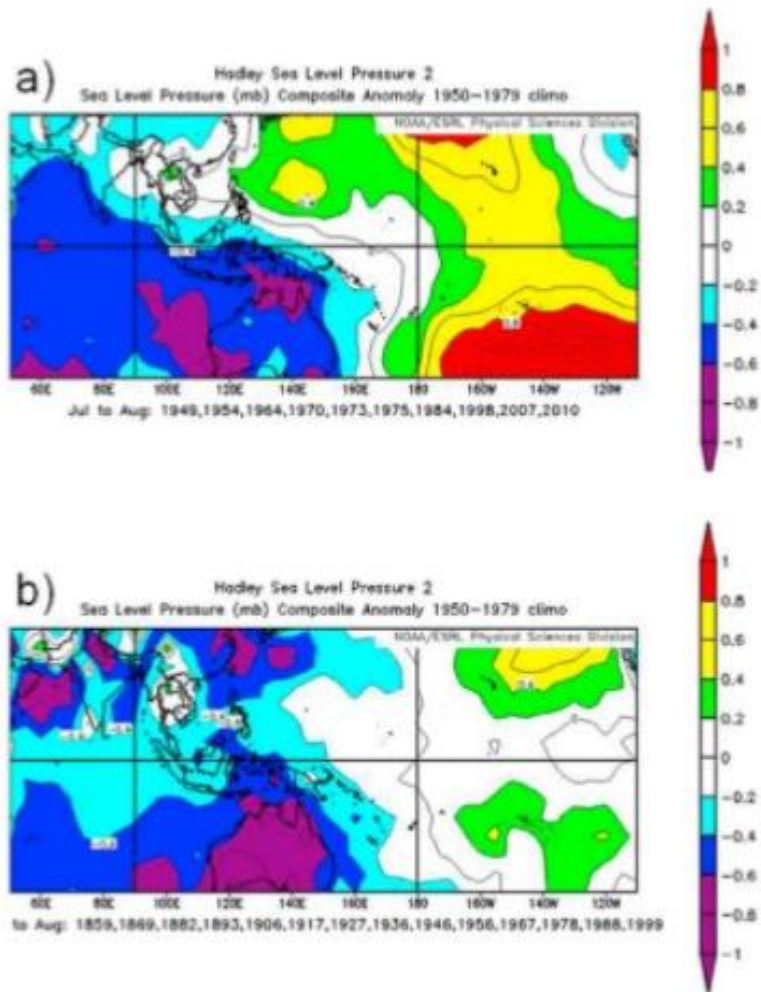 a)
Hadley Sea Level Pressure 2
Sea Level Pressure (mb) Composite Anomaly 1950-1979 climo
NOAA/ESRL Physical Sciences Division
60E 80E 100E 120E 140E 160E 180 160W 140W 120W
Jul to Aug: 1949,1954,1964,1970,1973,1975,1984,1998,2007,2010
1
0.8
0.6
0.4
0.2
0
-0.2
-0.4
-0.6
-0.8
-1
b)
Hadley Sea Level Pressure 2
Sea Level Pressure (mb) Composite Anomaly 1950-1979 climo
NOAA/ESRL Physical Sciences Division
60E 80E 100E 120E 140E 160E 180 160W 140W 120W
to Aug: 1859,1869,1882,1893,1906,1917,1927,1936,1946,1956,1967,1978,1988,1999
1
0.8
0.6
0.4
0.2
0
-0.2
-0.4
-0.6
-0.8
-1